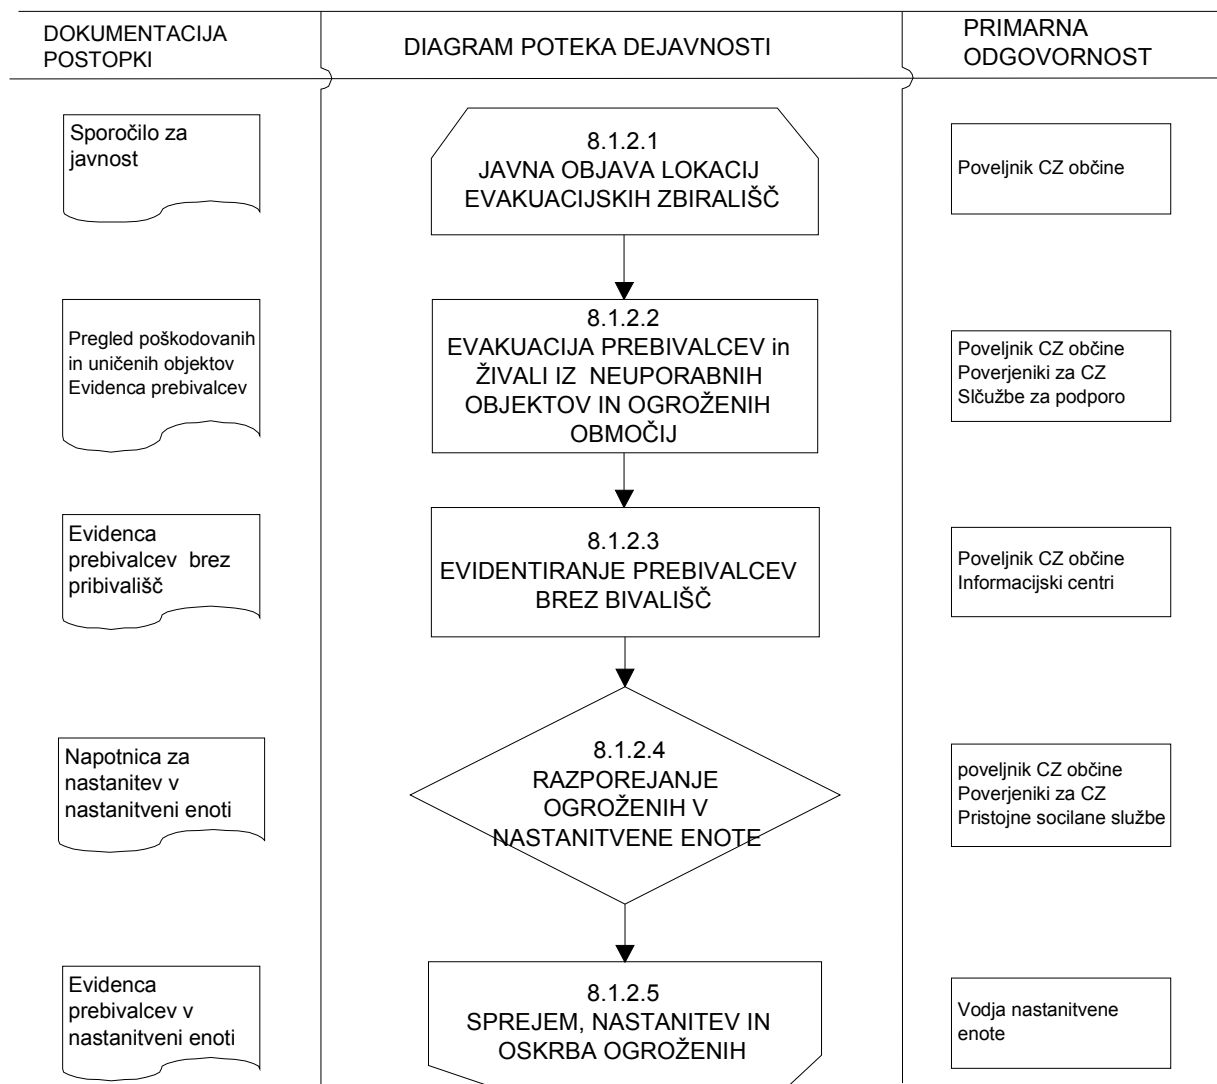 DOKUMENTACIJA
POSTOPKI
DIAGRAM POTEKA DEJAVNOSTI
PRIMARNA
ODGOVORNOST
Sporočilo za
javnost
8.1.2.1
JAVNA OBJAVA LOKACIJ
EVAKUACIJSKIH ZBIRALIŠČ
Poveljnik CZ občine
Pregled poškodovanih
in uničenih objektov
Evidenca prebivalcev
8.1.2.2
EVAKUACIJA PREBIVALCEV in
ŽIVALI IZ NEUPORABNIH
OBJEKTOV IN OGROŽENIH
OBMOČIJ
Poveljnik CZ občine
Poverjeniki za CZ
Slčužbe za podporo
Evidenca
prebivalcev brez
pribivališč
8.1.2.3
EVIDENTIRANJE PREBIVALCEV
BREZ BIVALIŠČ
Poveljnik CZ občine
Informacijski centri
Napotnica za
nastanitev v
nastanitveni enoti
8.1.2.4
RAZPOREJANJE
OGROŽENIH V
NASTANITVENE ENOTE
poveljnik CZ občine
Poverjeniki za CZ
Pristojne socilane službe
Evidenca
prebivalcev v
nastanitveni enoti
8.1.2.5
SPREJEM, NASTANITEV IN
OSKRBA OGROŽENIH
Vodja nastanitvene
enote